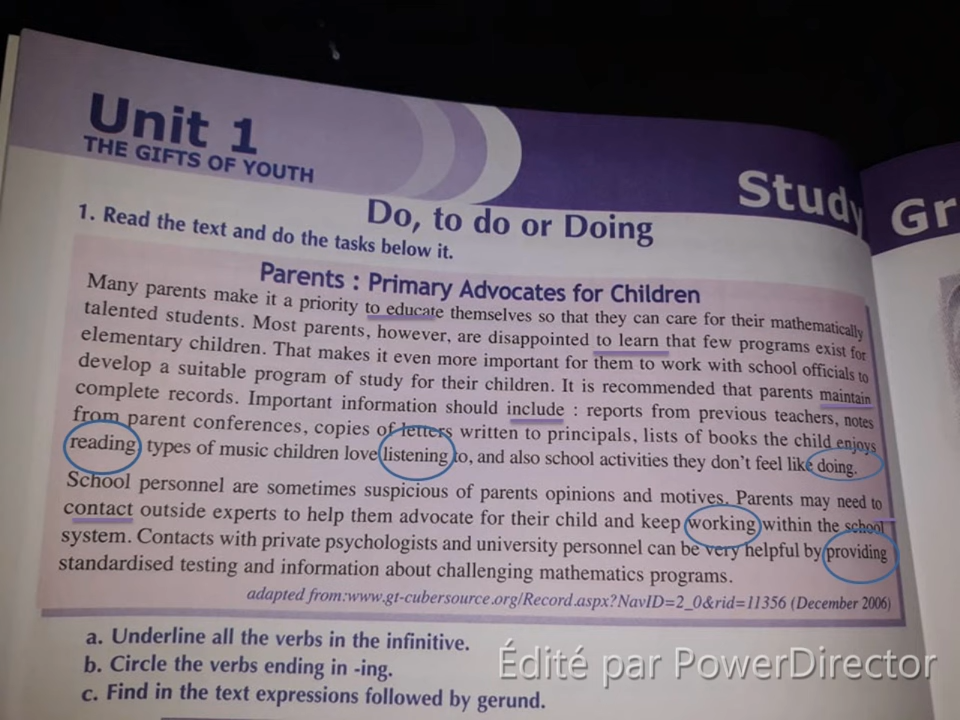 Unit 1
THE GIFTS OF YOUTH
Study
Gr
Do, to do or Doing
1. Read the text and do the tasks below it.
Parents : Primary Advocates for Children
Many parents make it a priority to educate themselves so that they can care for their mathematically
talented students. Most parents, however, are disappointed to learn that few programs exist for
elementary children. That makes it even more important for them to work with school officials to
develop a suitable program of study for their children. It is recommended that parents maintain
complete records. Important information should include : reports from previous teachers, notes
from parent conferences, copies of letters written to principals, lists of books the child enjoys
reading, types of music children love listening to, and also school activities they don't feel like doing.
School personnel are sometimes suspicious of parents opinions and motives. Parents may need to
contact outside experts to help them advocate for their child and keep working within the school
system. Contacts with private psychologists and university personnel can be very helpful by providing
standardised testing and information about challenging mathematics programs.
adapted from:www.gt-cubersource.org/Record.aspx?NavID=2_0&rid=11356 (December 2006)
a. Underline all the verbs in the infinitive.
b. Circle the verbs ending in -ing.
c. Find in the text expressions followed by gerund.
Édité par PowerDirector